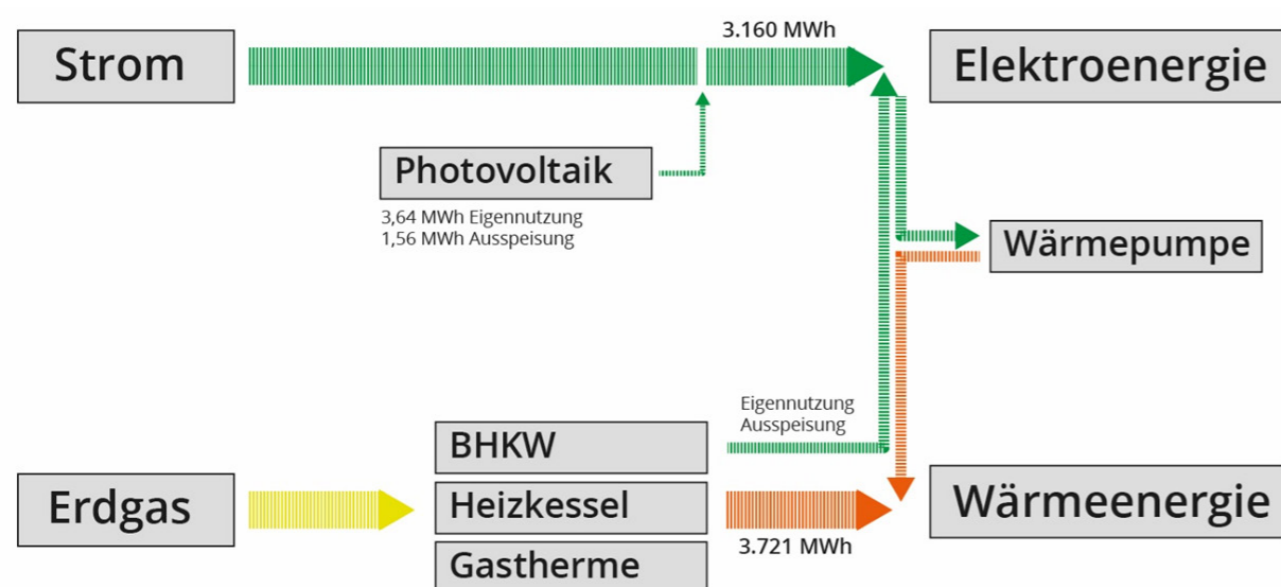 3.160 MWh
Strom
Elektroenergie
Photovoltaik
3,64 MWh Eigennutzung
1,56 MWh Ausspeisung
Wärmepumpe
Eigennutzung
Ausspeisung
BHKW
Erdgas
Heizkessel
Wärmeenergie
3.721 MWh
Gastherme